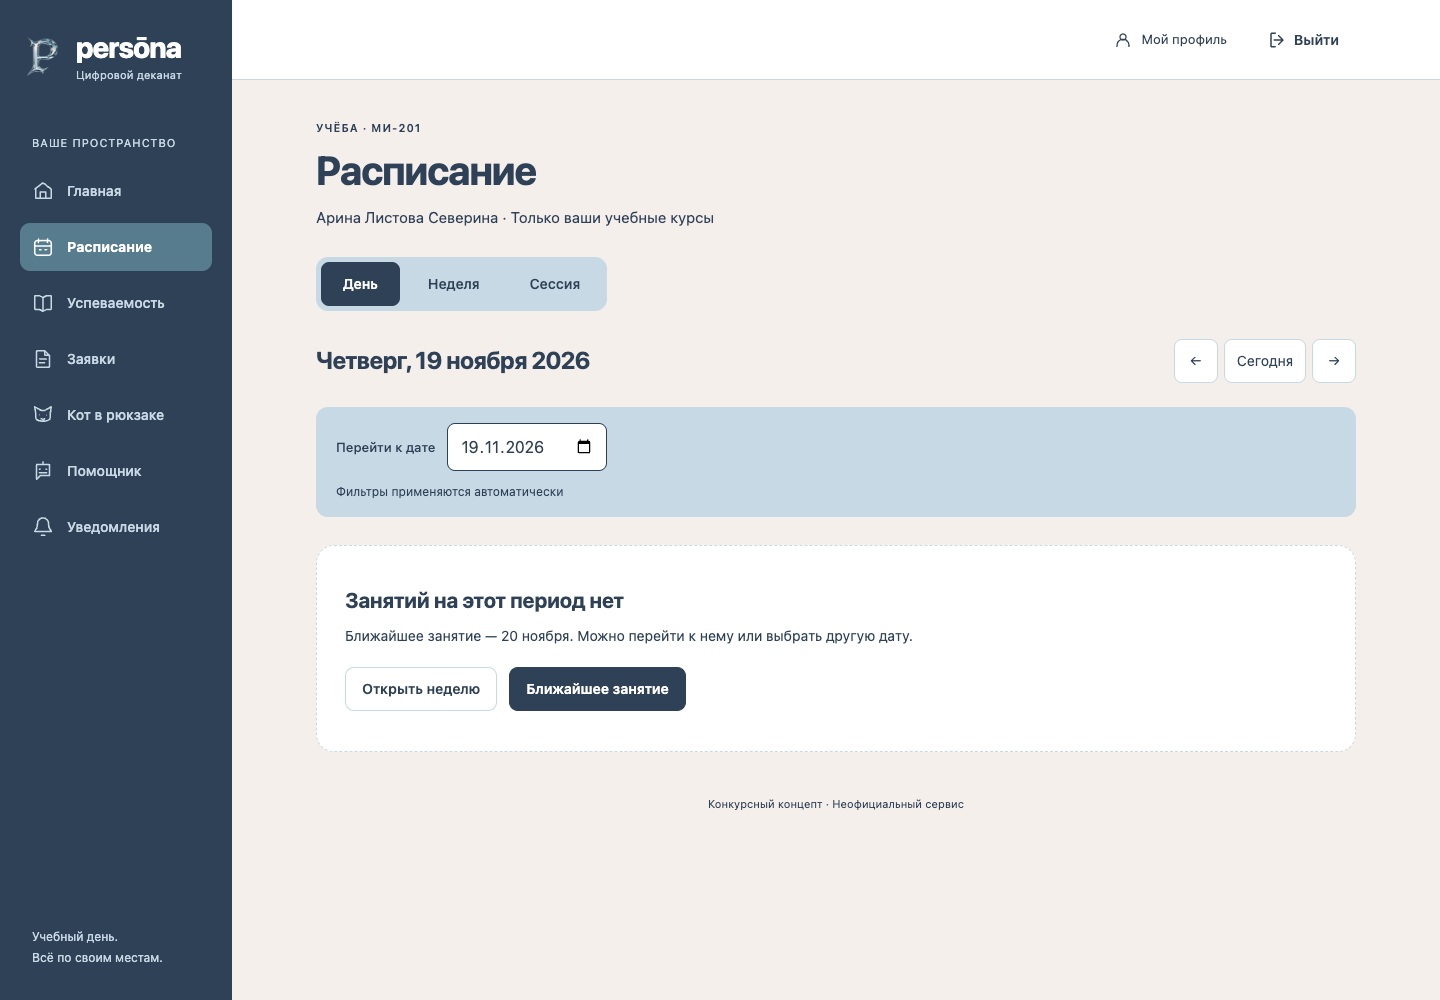 persōna
Цифровой деканат
Мой профиль
Выйти
ВАШЕ ПРОСТРАНСТВО
Главная
Расписание
Успеваемость
Заявки
Кот в рюкзаке
Помощник
Уведомления
Учебный день.
Всё по своим местам.
УЧЁБА · МИ-201
Расписание
Арина Листова Северина · Только ваши учебные курсы
День Неделя Сессия
Четверг, 19 ноября 2026
← Сегодня →
Перейти к дате 19.11.2026
Фильтры применяются автоматически
Занятий на этот период нет
Ближайшее занятие — 20 ноября. Можно перейти к нему или выбрать другую дату.
Открыть неделю Ближайшее занятие
Конкурсный концепт · Неофициальный сервис